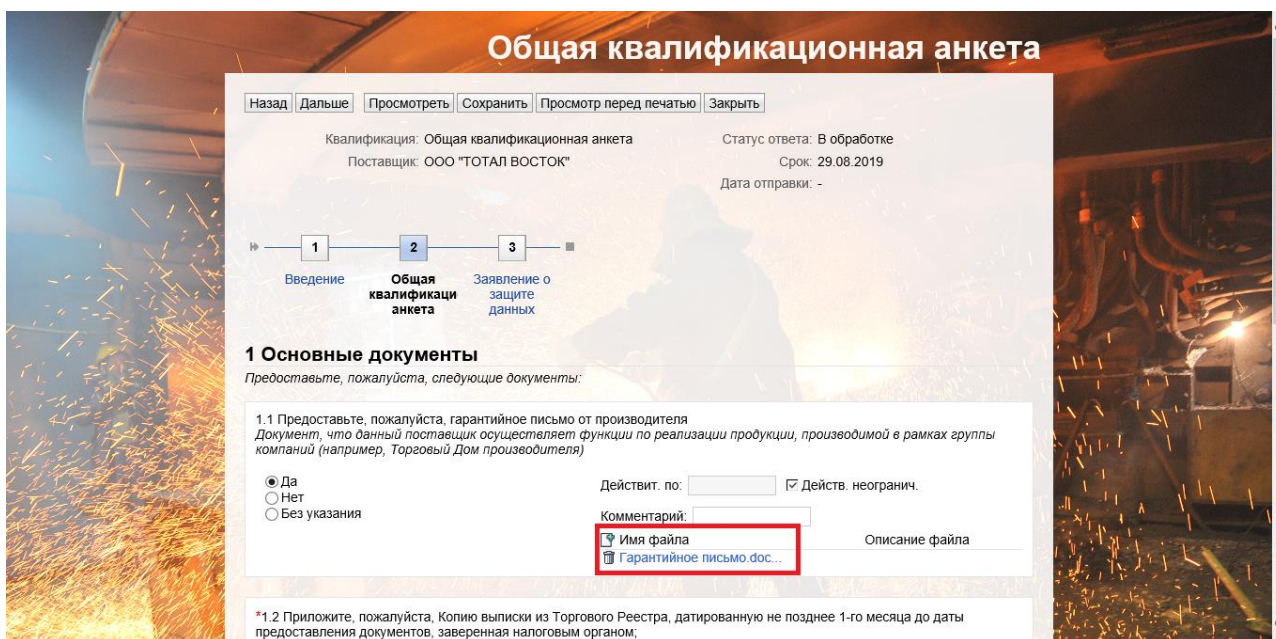 Общая квалификационная анкета
Назад Дальше Просмотреть Сохранить Просмотр перед печатью Закрыть
Квалификация: Общая квалификационная анкета Статус ответа: В обработке
Поставщик: ООО "ТОТАЛ ВОСТОК" Срок: 29.08.2019
Дата отправки: -
1 2 3
Введение Общая Заявление о
квалификаци защите
анкета данных
1 Основные документы
Предоставьте, пожалуйста, следующие документы:
1.1 Предоставьте, пожалуйста, гарантийное письмо от производителя
Документ, что данный поставщик осуществляет функции по реализации продукции, производимой в рамках группы
компаний (например, Торговый Дом производителя)
Да Действит. по: Действ. неогранич.
Нет
Без указания Комментарий:
Имя файла Описание файла
Гарантийное письмо.doc...
*1.2 Приложите, пожалуйста, Копию выписки из Торгового Реестра, датированную не позднее 1-го месяца до даты
предоставления документов, заверенная налоговым органом;